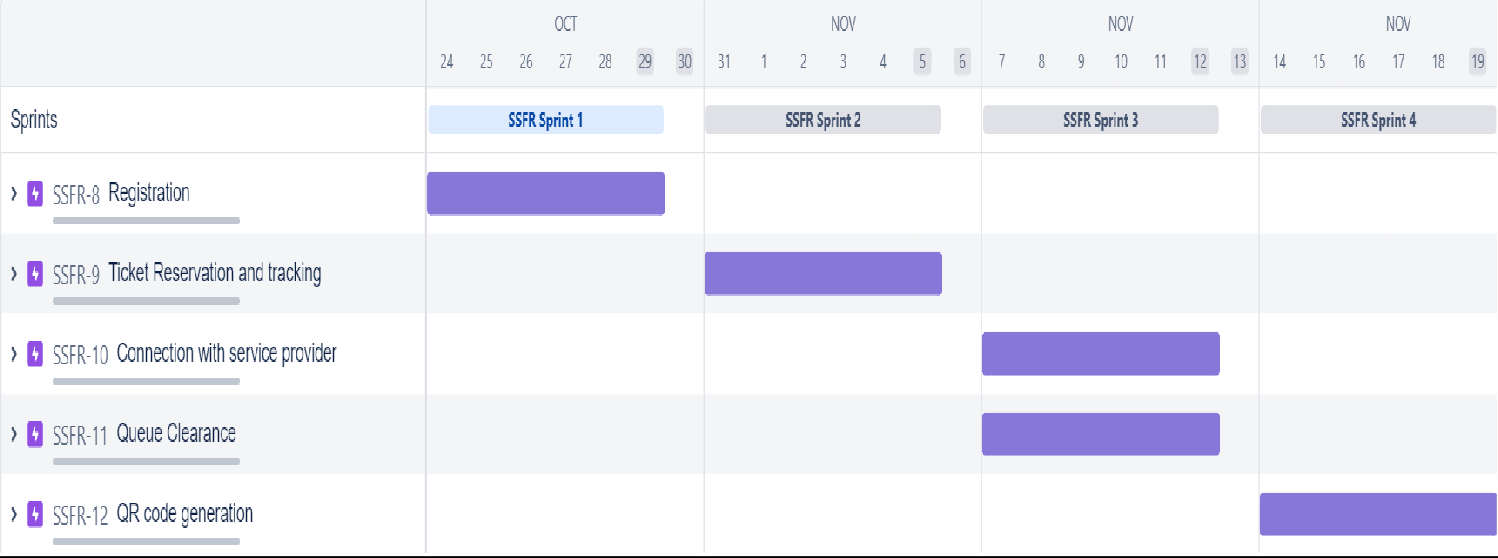 OCT NOV NOV NOV
24 25 26 27 28 29 30 31 1 2 3 4 5 6 7 8 9 10 11 12 13 14 15 16 17 18 19
Sprints SSFR Sprint 1 SSFR Sprint 2 SSFR Sprint 3 SSFR Sprint 4
SSFR-8 Registration
SSFR-9 Ticket Reservation and tracking
SSFR-10 Connection with service provider
SSFR-11 Queue Clearance
SSFR-12 QR code generation